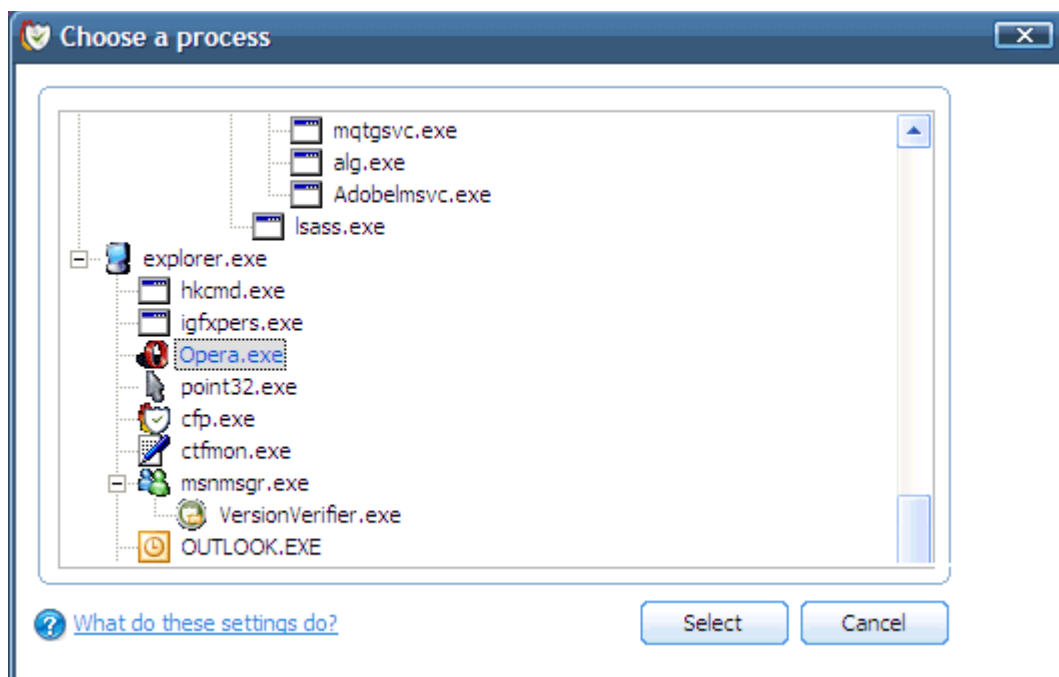 Choose a process
mqtgsvc.exe
alg.exe
Adobelmsvc.exe
lsass.exe
explorer.exe
hkcmd.exe
igfxpers.exe
Opera.exe
point32.exe
cfp.exe
ctfmon.exe
msnmsgr.exe
VersionVerifier.exe
OUTLOOK.EXE
What do these settings do?
Select
Cancel